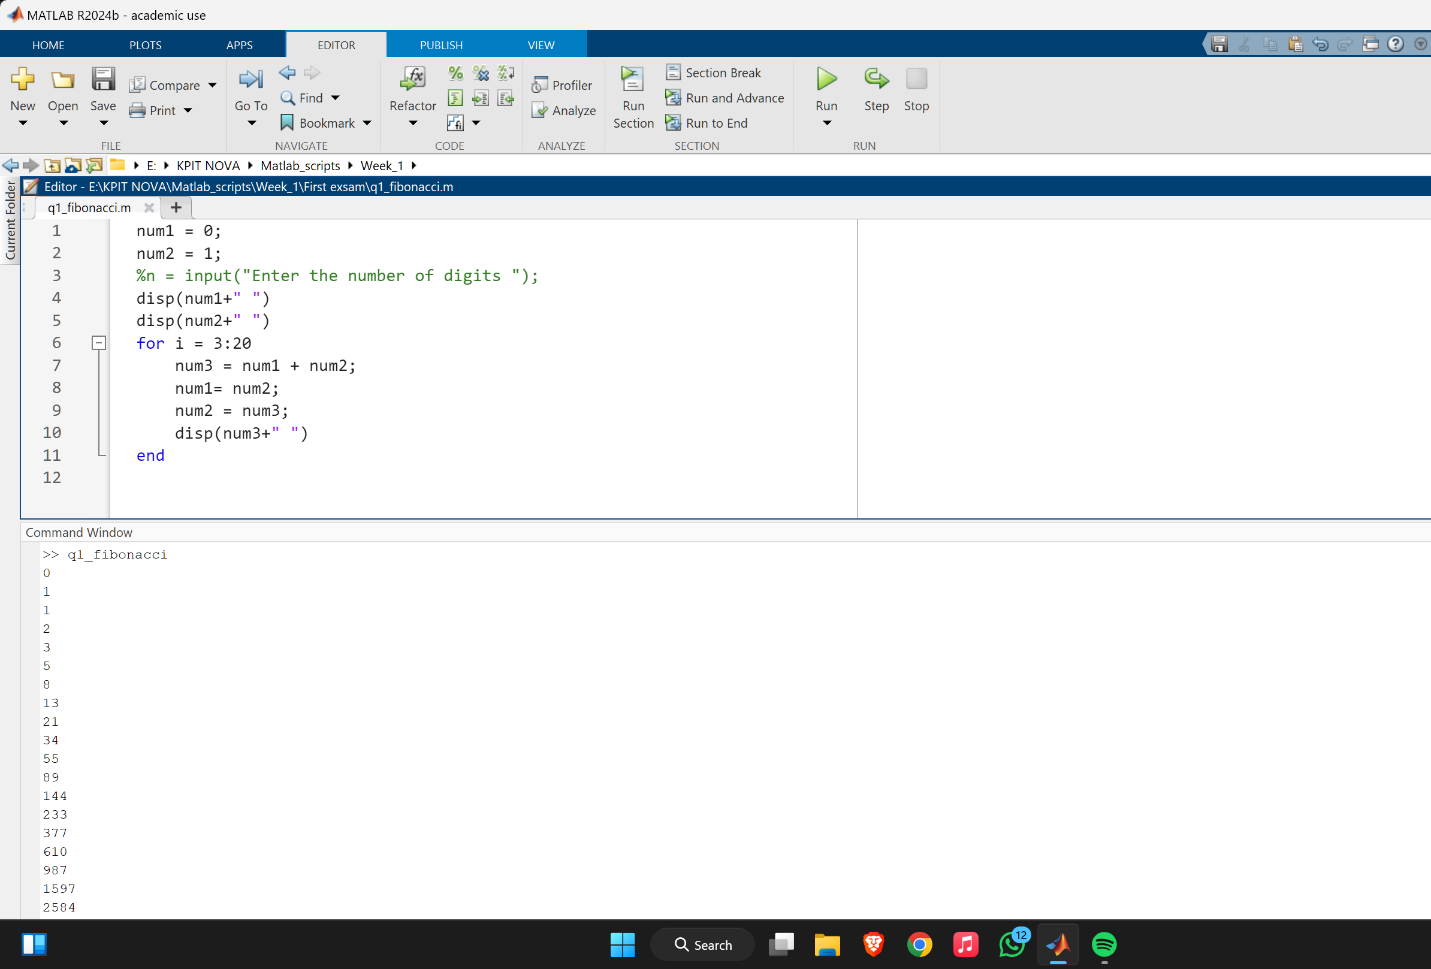 MATLAB R2024b - academic use
HOME PLOTS APPS EDITOR PUBLISH VIEW
New Open Save Compare Print Go To Find Bookmark Refactor Profiler Analyze Run Section Section Break Run and Advance Run to End Run Step Stop
FILE NAVIGATE CODE ANALYZE SECTION RUN
E: KPIT NOVA Matlab_scripts Week_1
Current Folder
Editor - E:\KPIT NOVA\Matlab_scripts\Week_1\First exsam\q1_fibonacci.m
q1_fibonacci.m
1 num1 = 0;
2 num2 = 1;
3 %n = input("Enter the number of digits ");
4 disp(num1+" ")
5 disp(num2+" ")
6 for i = 3:20
7 num3 = num1 + num2;
8 num1= num2;
9 num2 = num3;
10 disp(num3+" ")
11 end
12
Command Window
>> q1_fibonacci
0
1
1
2
3
5
8
13
21
34
55
89
144
233
377
610
987
1597
2584
Search 12